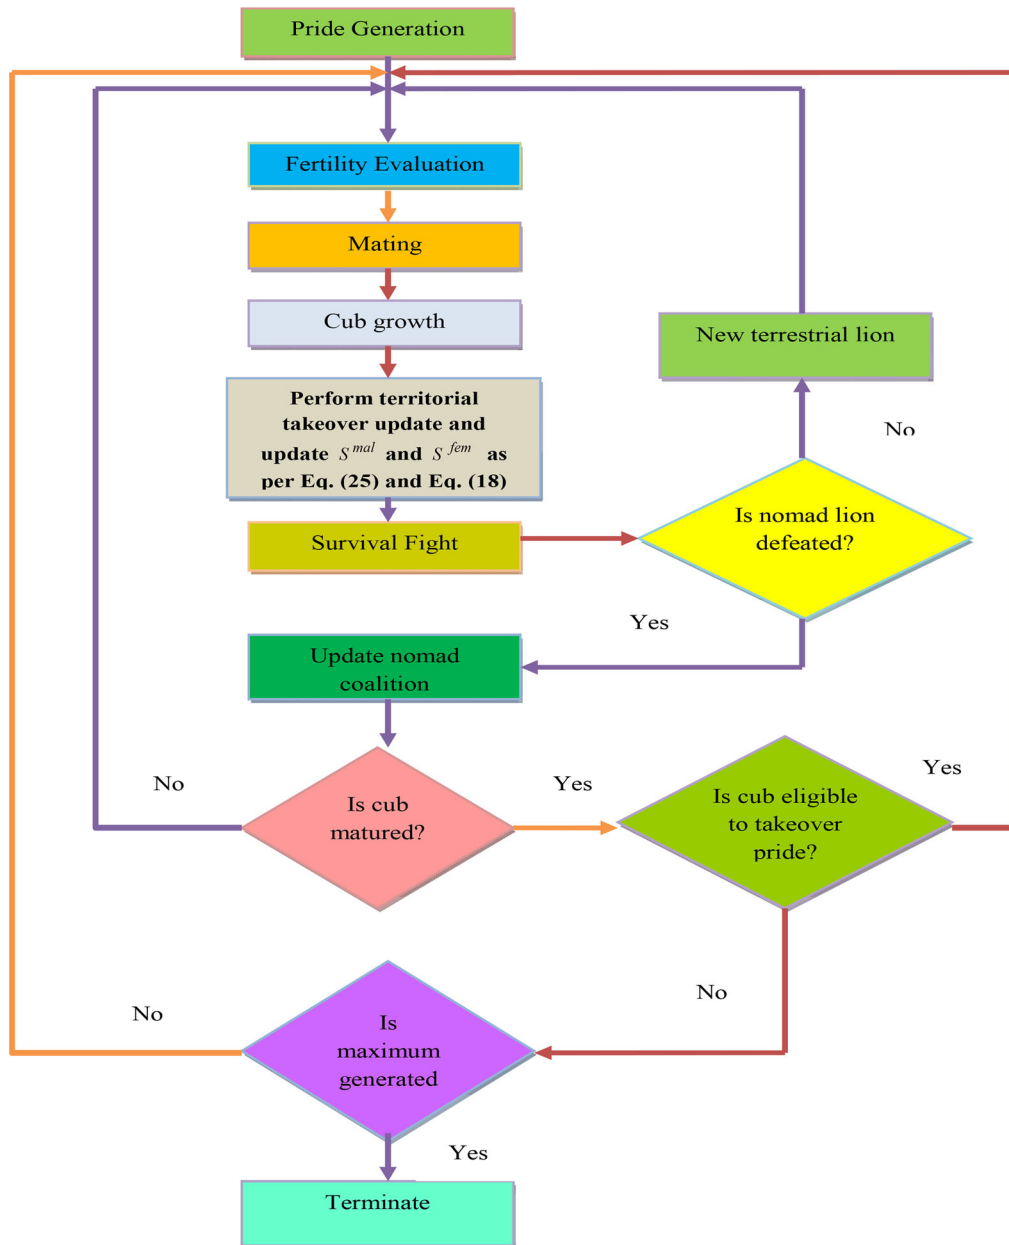 Pride Generation
Fertility Evaluation
Mating
Cub growth
New terrestrial lion
Perform territorial
takeover update and
update S^mal and S^fem as
per Eq. (25) and Eq. (18)
No
Is nomad lion
defeated?
Survival Fight
Yes
Update nomad
coalition
No
Is cub
matured?
Yes
Is cub eligible
to takeover
pride?
Yes
No
No
Is
maximum
generated
Yes
Terminate